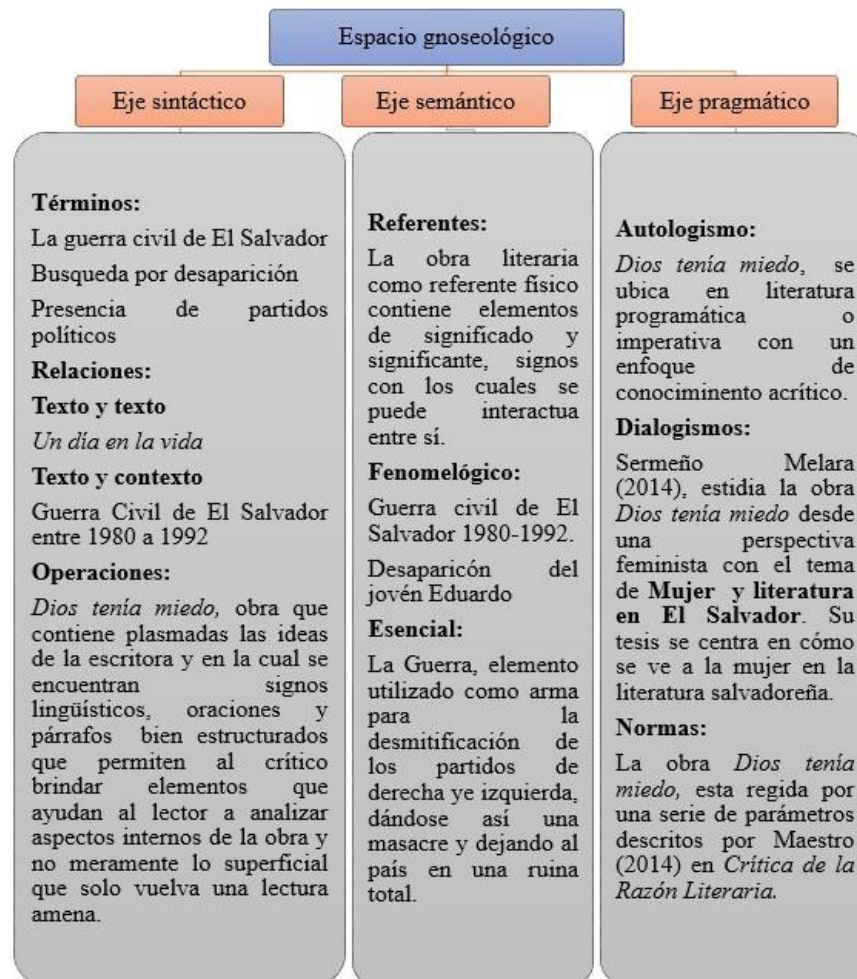 Espacio gnoseológico
Eje sintáctico
Términos:
La guerra civil de El Salvador
Busqueda por desaparición
Presencia de partidos
políticos
Relaciones:
Texto y texto
Un día en la vida
Texto y contexto
Guerra Civil de El Salvador
entre 1980 a 1992
Operaciones:
Dios tenía miedo, obra que
contiene plasmadas las ideas
de la escritora y en la cual se
encuentran signos
lingüísticos, oraciones y
párrafos bien estructurados
que permiten al crítico
brindar elementos que
ayudan al lector a analizar
aspectos internos de la obra y
no meramente lo superficial
que solo vuelva una lectura
amena.
Eje semántico
Referentes:
La obra literaria
como referente físico
contiene elementos
de significado y
significante, signos
con los cuales se
puede interactua
entre sí.
Fenomelógico:
Guerra civil de El
Salvador 1980-1992.
Desaparicón del
jovén Eduardo
Esencial:
La Guerra, elemento
utilizado como arma
para la
desmitificación de
los partidos de
derecha ye izquierda,
dándose así una
masacre y dejando al
país en una ruina
total.
Eje pragmático
Autologismo:
Dios tenía miedo, se
ubica en literatura
programática o
imperativa con un
enfoque de
conociminento acrítico.
Dialogismos:
Sermeño Melara
(2014), estidia la obra
Dios tenía miedo desde
una perspectiva
feminista con el tema
de Mujer y literatura
en El Salvador. Su
tesis se centra en cómo
se ve a la mujer en la
literatura salvadoreña.
Normas:
La obra Dios tenía
miedo, esta regida por
una serie de parámetros
descritos por Maestro
(2014) en Crítica de la
Razón Literaria.